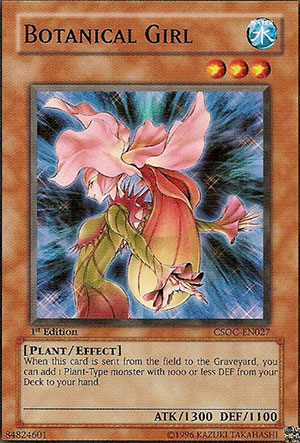 BOTANICAL GIRL
WATER
水
1st Edition
CSOC-EN027
[PLANT/EFFECT]
When this card is sent from the field to the Graveyard, you
can add 1 Plant-Type monster with 1000 or less DEF from your
Deck to your hand.
ATK/1300 DEF/1100
84824601
©1996 KAZUKI TAKAHASHI